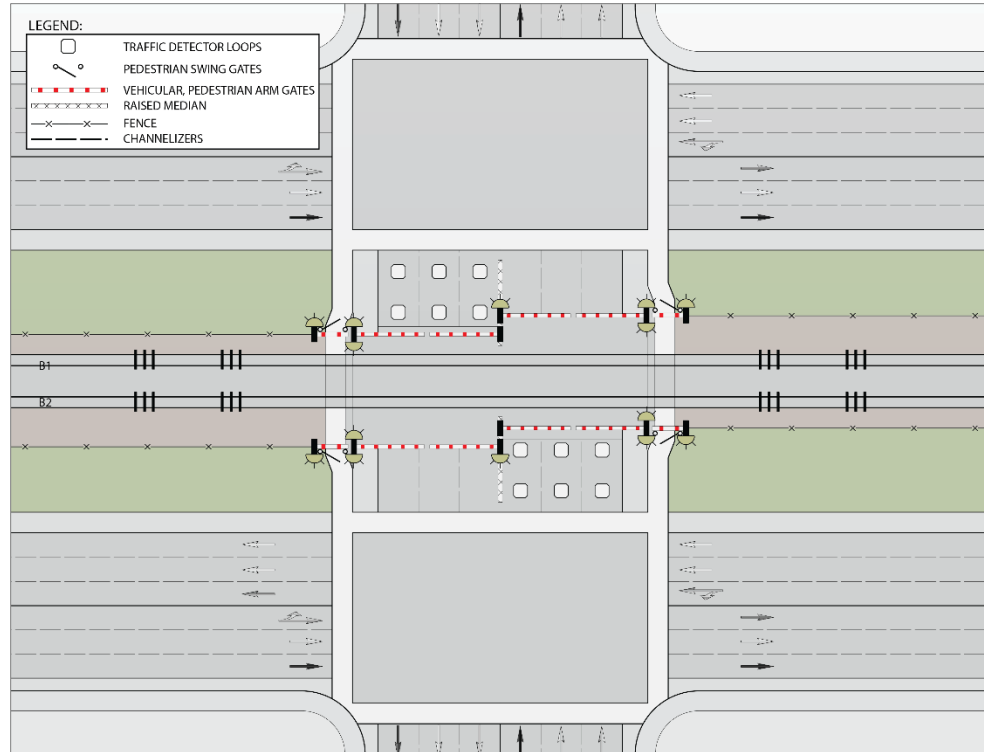 LEGEND:
TRAFFIC DETECTOR LOOPS
PEDESTRIAN SWING GATES
VEHICULAR, PEDESTRIAN ARM GATES
RAISED MEDIAN
FENCE
CHANNELIZERS
B1
B2